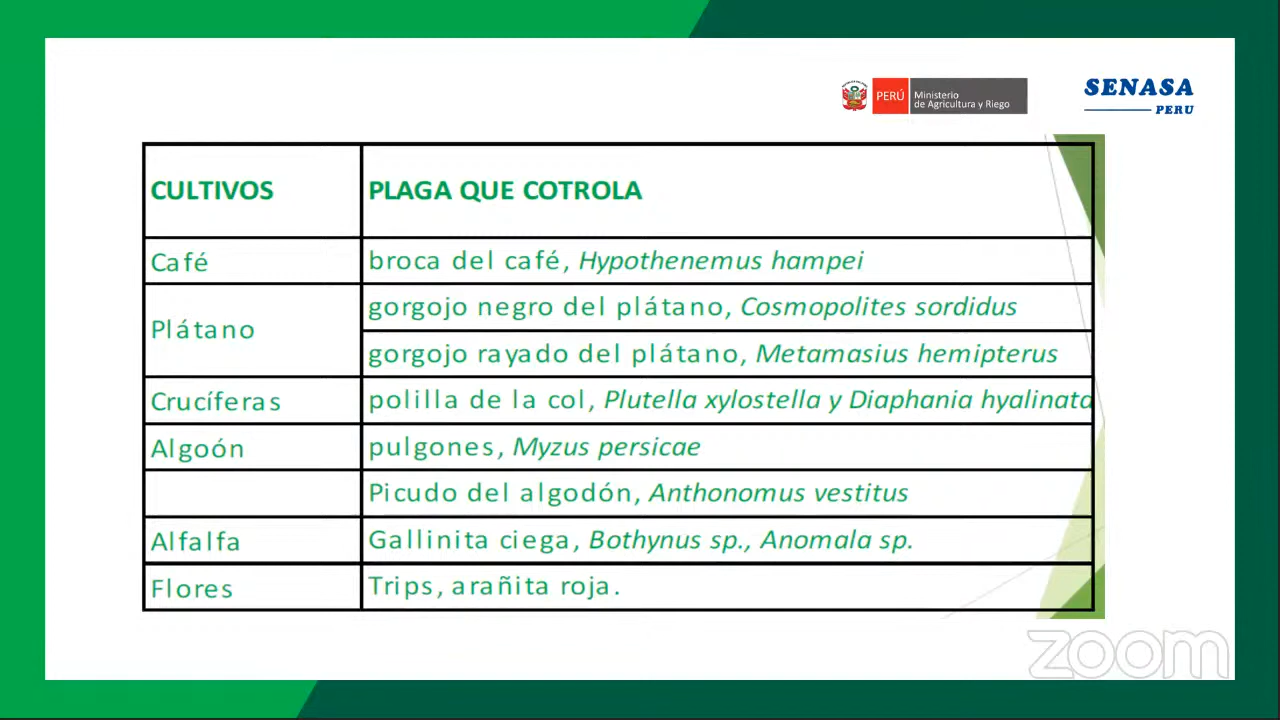 PERÚ
Ministerio
de Agricultura y Riego
SENASA
PERU
CULTIVOS
PLAGA QUE COTROLA
Café
broca del café, Hypothenemus hampei
Plátano
gorgojo negro del plátano, Cosmopolites sordidus
gorgojo rayado del plátano, Metamasius hemipterus
Crucíferas
polilla de la col, Plutella xylostella y Diaphania hyalinata
Algoón
pulgones, Myzus persicae
Picudo del algodón, Anthonomus vestitus
Alfalfa
Gallinita ciega, Bothynus sp., Anomala sp.
Flores
Trips, arañita roja.
zoom